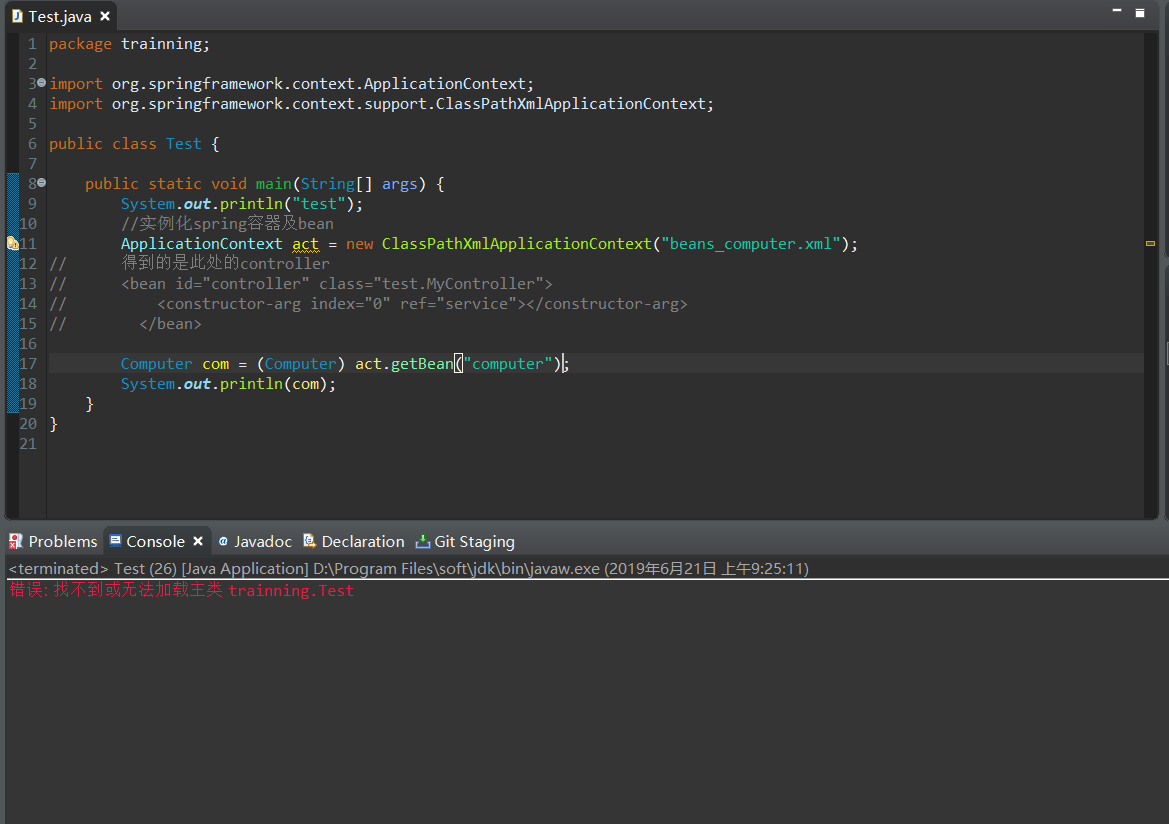 Test.java
1 package trainning;
2
3 import org.springframework.context.ApplicationContext;
4 import org.springframework.context.support.ClassPathXmlApplicationContext;
5
6 public class Test {
7
8     public static void main(String[] args) {
9         System.out.println("test");
10         //实例化spring容器及bean
11         ApplicationContext act = new ClassPathXmlApplicationContext("beans_computer.xml");
12 //      得到的是此处的controller
13 //      <bean id="controller" class="test.MyController">
14 //          <constructor-arg index="0" ref="service"></constructor-arg>
15 //        </bean>
16
17         Computer com = (Computer) act.getBean("computer");
18         System.out.println(com);
19     }
20 }
21
Problems Console Javadoc Declaration Git Staging
<terminated> Test (26) [Java Application] D:\Program Files\soft\jdk\bin\javaw.exe (2019年6月21日 上午9:25:11)
错误: 找不到或无法加载主类 trainning.Test